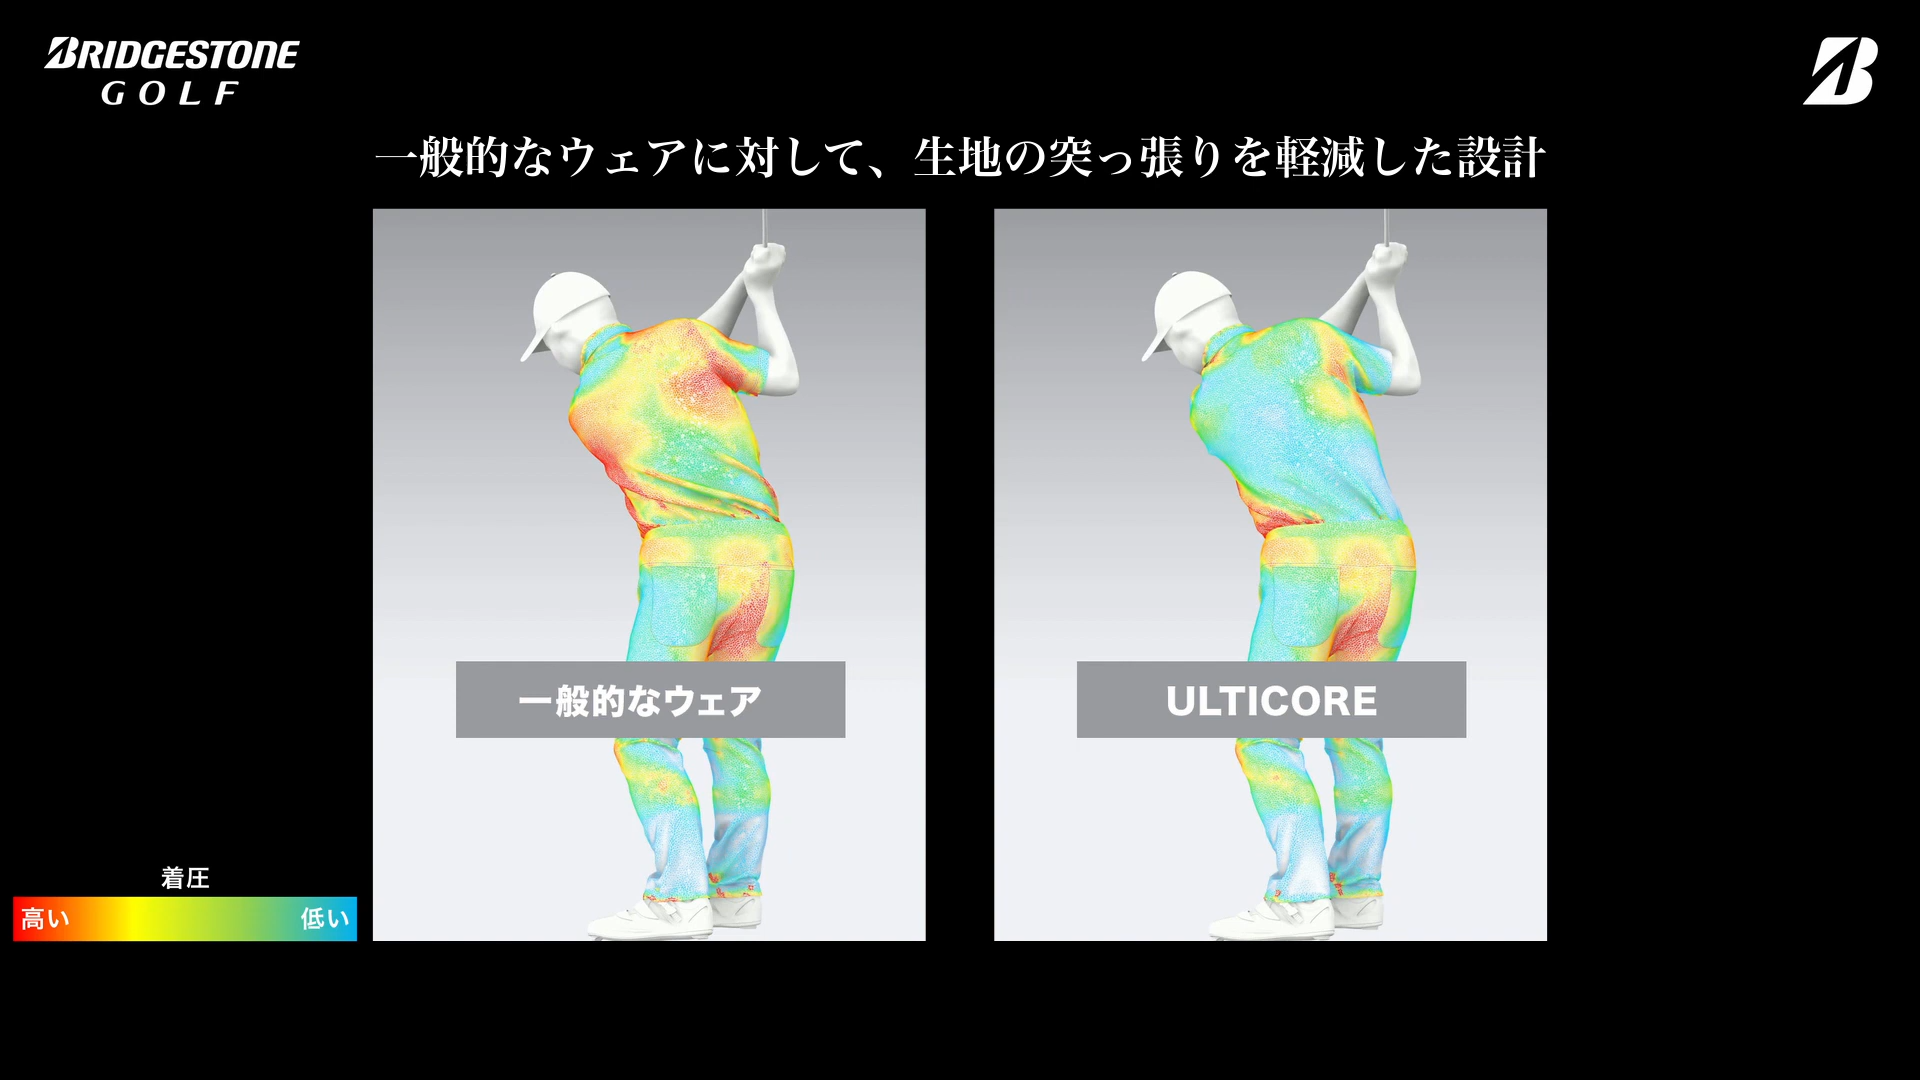 BRIDGESTONE
GOLF
B
一般的なウェアに対して、生地の突っ張りを軽減した設計
一般的なウェア
ULTICORE
着圧
高い
低い